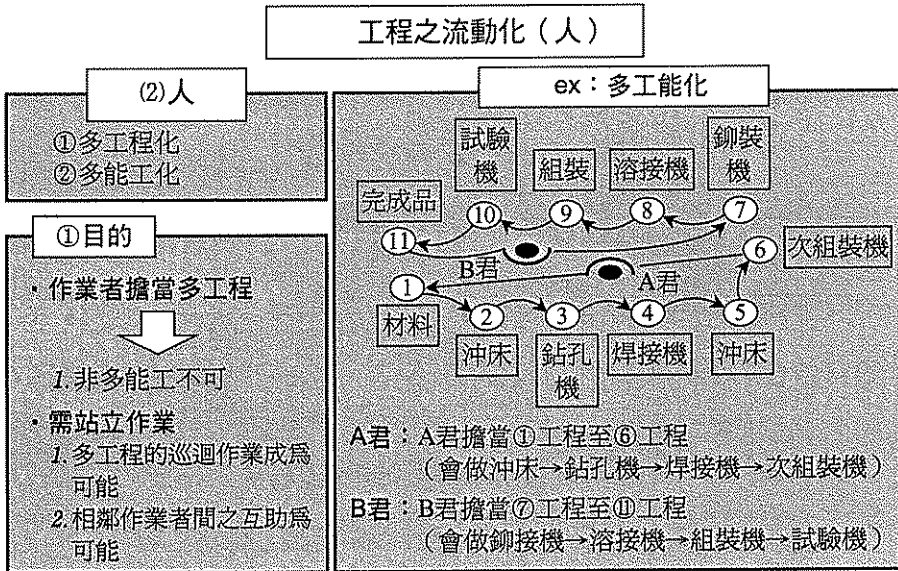 工程之流動化（人）
⑵人
①多工程化
②多能工化
①目的
・作業者擔當多工程
1.非多能工不可
・需站立作業
1.多工程的巡迴作業成為
可能
2.相鄰作業者間之互助為
可能
ex：多工能化
試驗
機
組裝
溶接機
鉚裝
機
完成品
11
10
9
8
7
6
次組裝機
B君
A君
1
2
3
4
5
材料
沖床
鉆孔
機
焊接機
沖床
A君：A君擔當①工程至⑥工程
（會做沖床→鉆孔機→焊接機→次組裝機）
B君：B君擔當⑦工程至⑪工程
（會做鉚接機→溶接機→組裝機→試驗機）